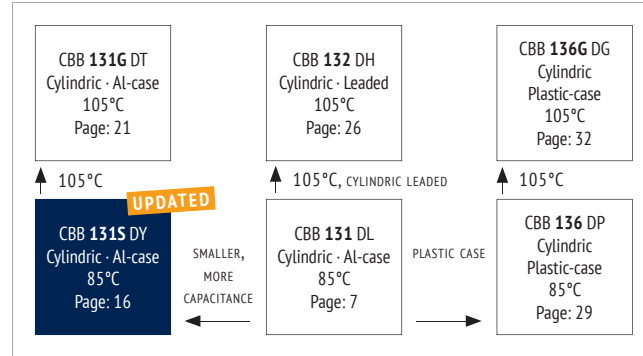 CBB 131G DT
Cylindric · Al-case
105°C
Page: 21
CBB 132 DH
Cylindric · Leaded
105°C
Page: 26
CBB 136G DG
Cylindric
Plastic-case
105°C
Page: 32
105°C
105°C, CYLINDRIC LEADED
105°C
UPDATED
CBB 131S DY
Cylindric · Al-case
85°C
Page: 16
SMALLER,
MORE
CAPACITANCE
CBB 131 DL
Cylindric · Al-case
85°C
Page: 7
PLASTIC CASE
CBB 136 DP
Cylindric
Plastic-case
85°C
Page: 29